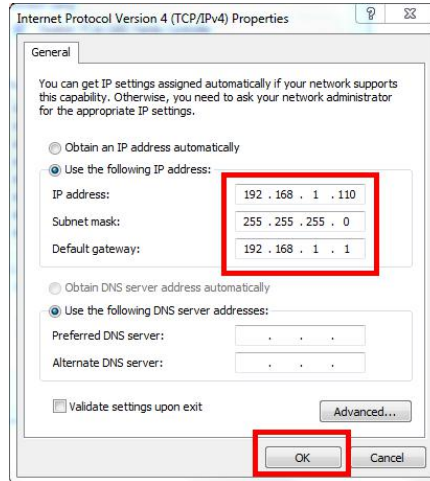 Internet Protocol Version 4 (TCP/IPv4) Properties
General
You can get IP settings assigned automatically if your network supports
this capability. Otherwise, you need to ask your network administrator
for the appropriate IP settings.
Obtain an IP address automatically
Use the following IP address:
IP address: 192 . 168 . 1 . 110
Subnet mask: 255 . 255 . 255 . 0
Default gateway: 192 . 168 . 1 . 1
Obtain DNS server address automatically
Use the following DNS server addresses:
Preferred DNS server: . . .
Alternate DNS server: . . .
Validate settings upon exit
Advanced...
OK Cancel